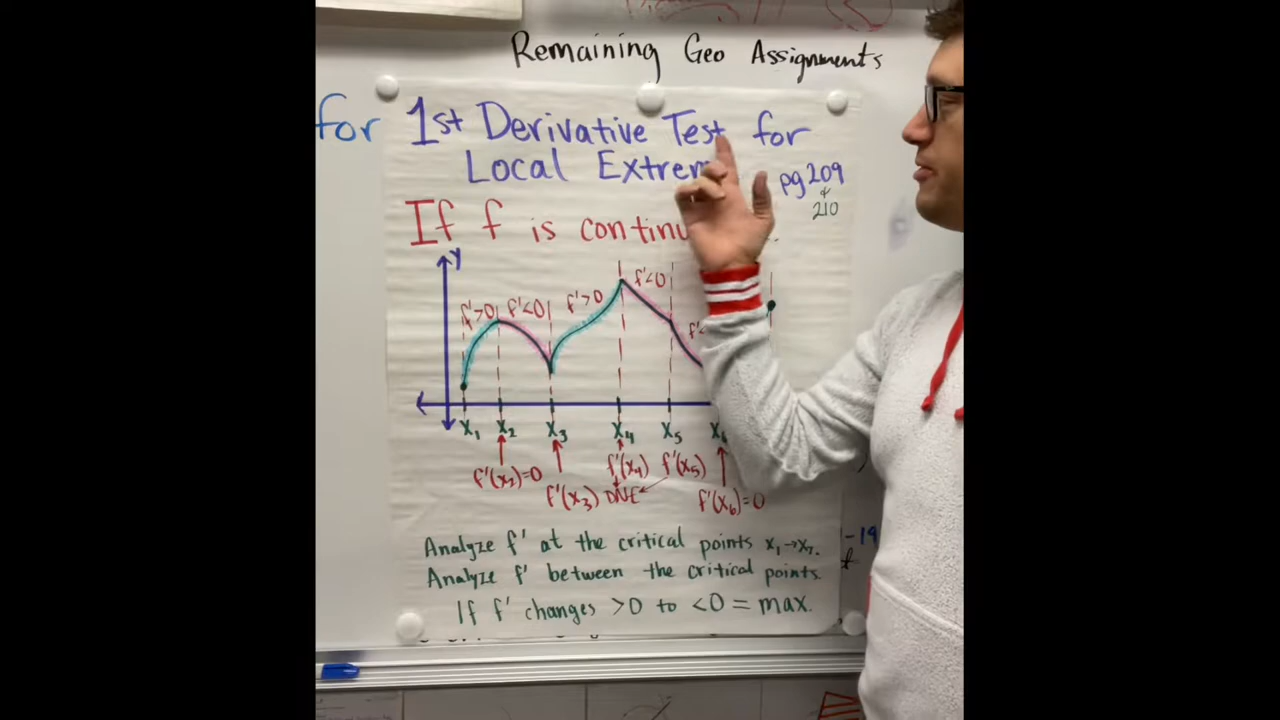 Remaining Geo Assignments
for
1st Derivative Test for
Local Extrem
pg 209
&
210
If f is continu
y
f'>0 f'<0 f'>0 f'<0
x₁ x₂ x₃ x₄ x₅ x₆
f'(x₂)=0 f'(x₃) f'(x₄) f'(x₅) f'(x₆)=0
DNE
Analyze f' at the critical points x₁→x₇.
Analyze f' between the critical points.
If f' changes >0 to <0 = max.
-19